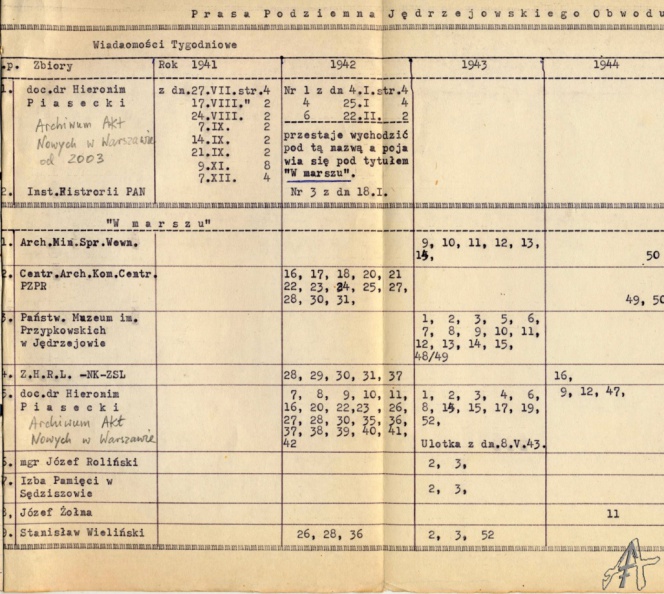 Prasa Podziemna Jędrzejowskiego Obwodu
Wiadomości Tygodniowe
.p. Zbiory Rok 1941 1942 1943 1944
1. doc.dr Hieronim z dn.27.VII.str.4 Nr 1 z dn 4.I.str.4
Piasecki 17.VIII." 2 4 25.I 4
Archiwum Akt 24.VIII. 2 6 22.II. 2
Nowych w Warszawie 7.IX. 2 przestaje wychodzić
od 2003 14.IX. 2 pod tą nazwą a poja
21.IX. 2 wia się pod tytułem
9.XI. 8 "W marszu".
7.XII. 4
2. Inst.Histrorii PAN Nr 3 z dn 18.I.
"W marszu"
1. Arch.Min.Spr.Wewn. 9, 10, 11, 12, 13,
15, 50
2. Centr.Arch.Kom.Centr. 16, 17, 18, 20, 21
PZPR 22, 23, 24, 25, 27,
28, 30, 31, 49, 50
3. Państw. Muzeum im. 1, 2, 3, 5, 6,
Przypkowskich 7, 8, 9, 10, 11,
w Jędrzejowie 12, 13, 14, 15,
48/49
4. Z.H.R.L. -NK-ZSL 28, 29, 30, 31, 37 16,
5. doc.dr Hieronim 7, 8, 9, 10, 11, 1, 2, 3, 4, 6, 9, 12, 47,
Piasecki 16, 20, 22,23 , 26, 8, 15, 15, 17, 19,
Archiwum Akt 27, 28, 30, 35, 36, 52,
Nowych w Warszawie 37, 38, 39, 40, 41,
42 Ulotka z dn.8.V.43.
6. mgr Józef Roliński 2, 3,
7. Izba Pamięci w
Sędziszowie 2, 3,
8. Józef Żołna 11
9. Stanisław Wieliński 26, 28, 36 2, 3, 52